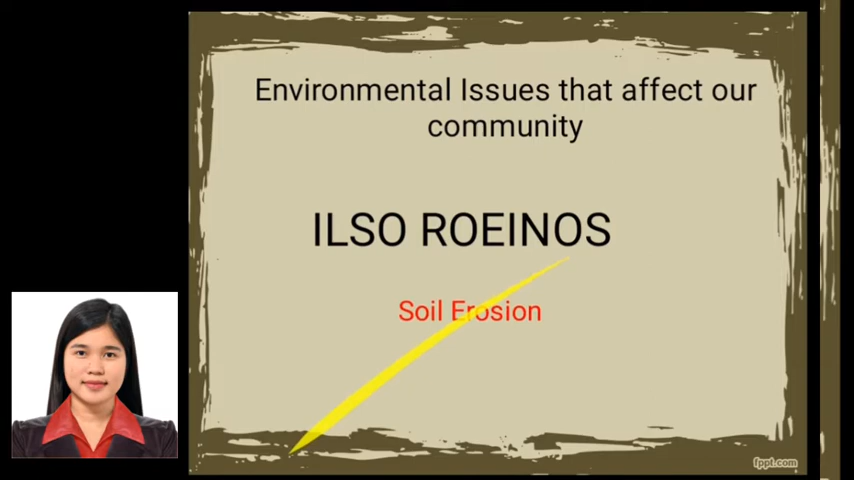 Environmental Issues that affect our
community
ILSO ROEINOS
Soil Erosion
fppt.com